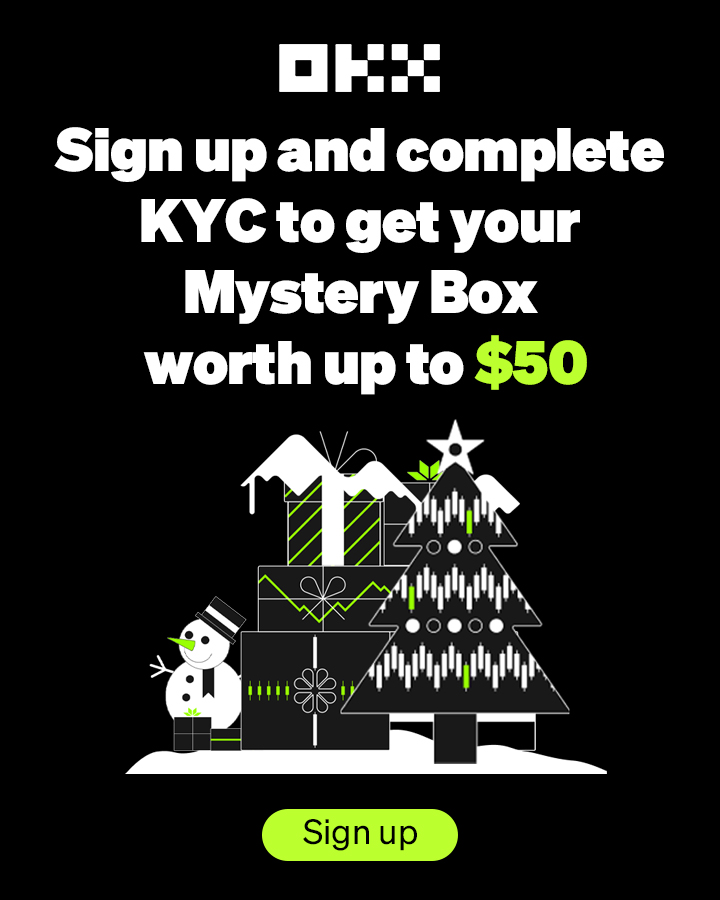 OKX
Sign up and complete
KYC to get your
Mystery Box
worth up to $50
Sign up